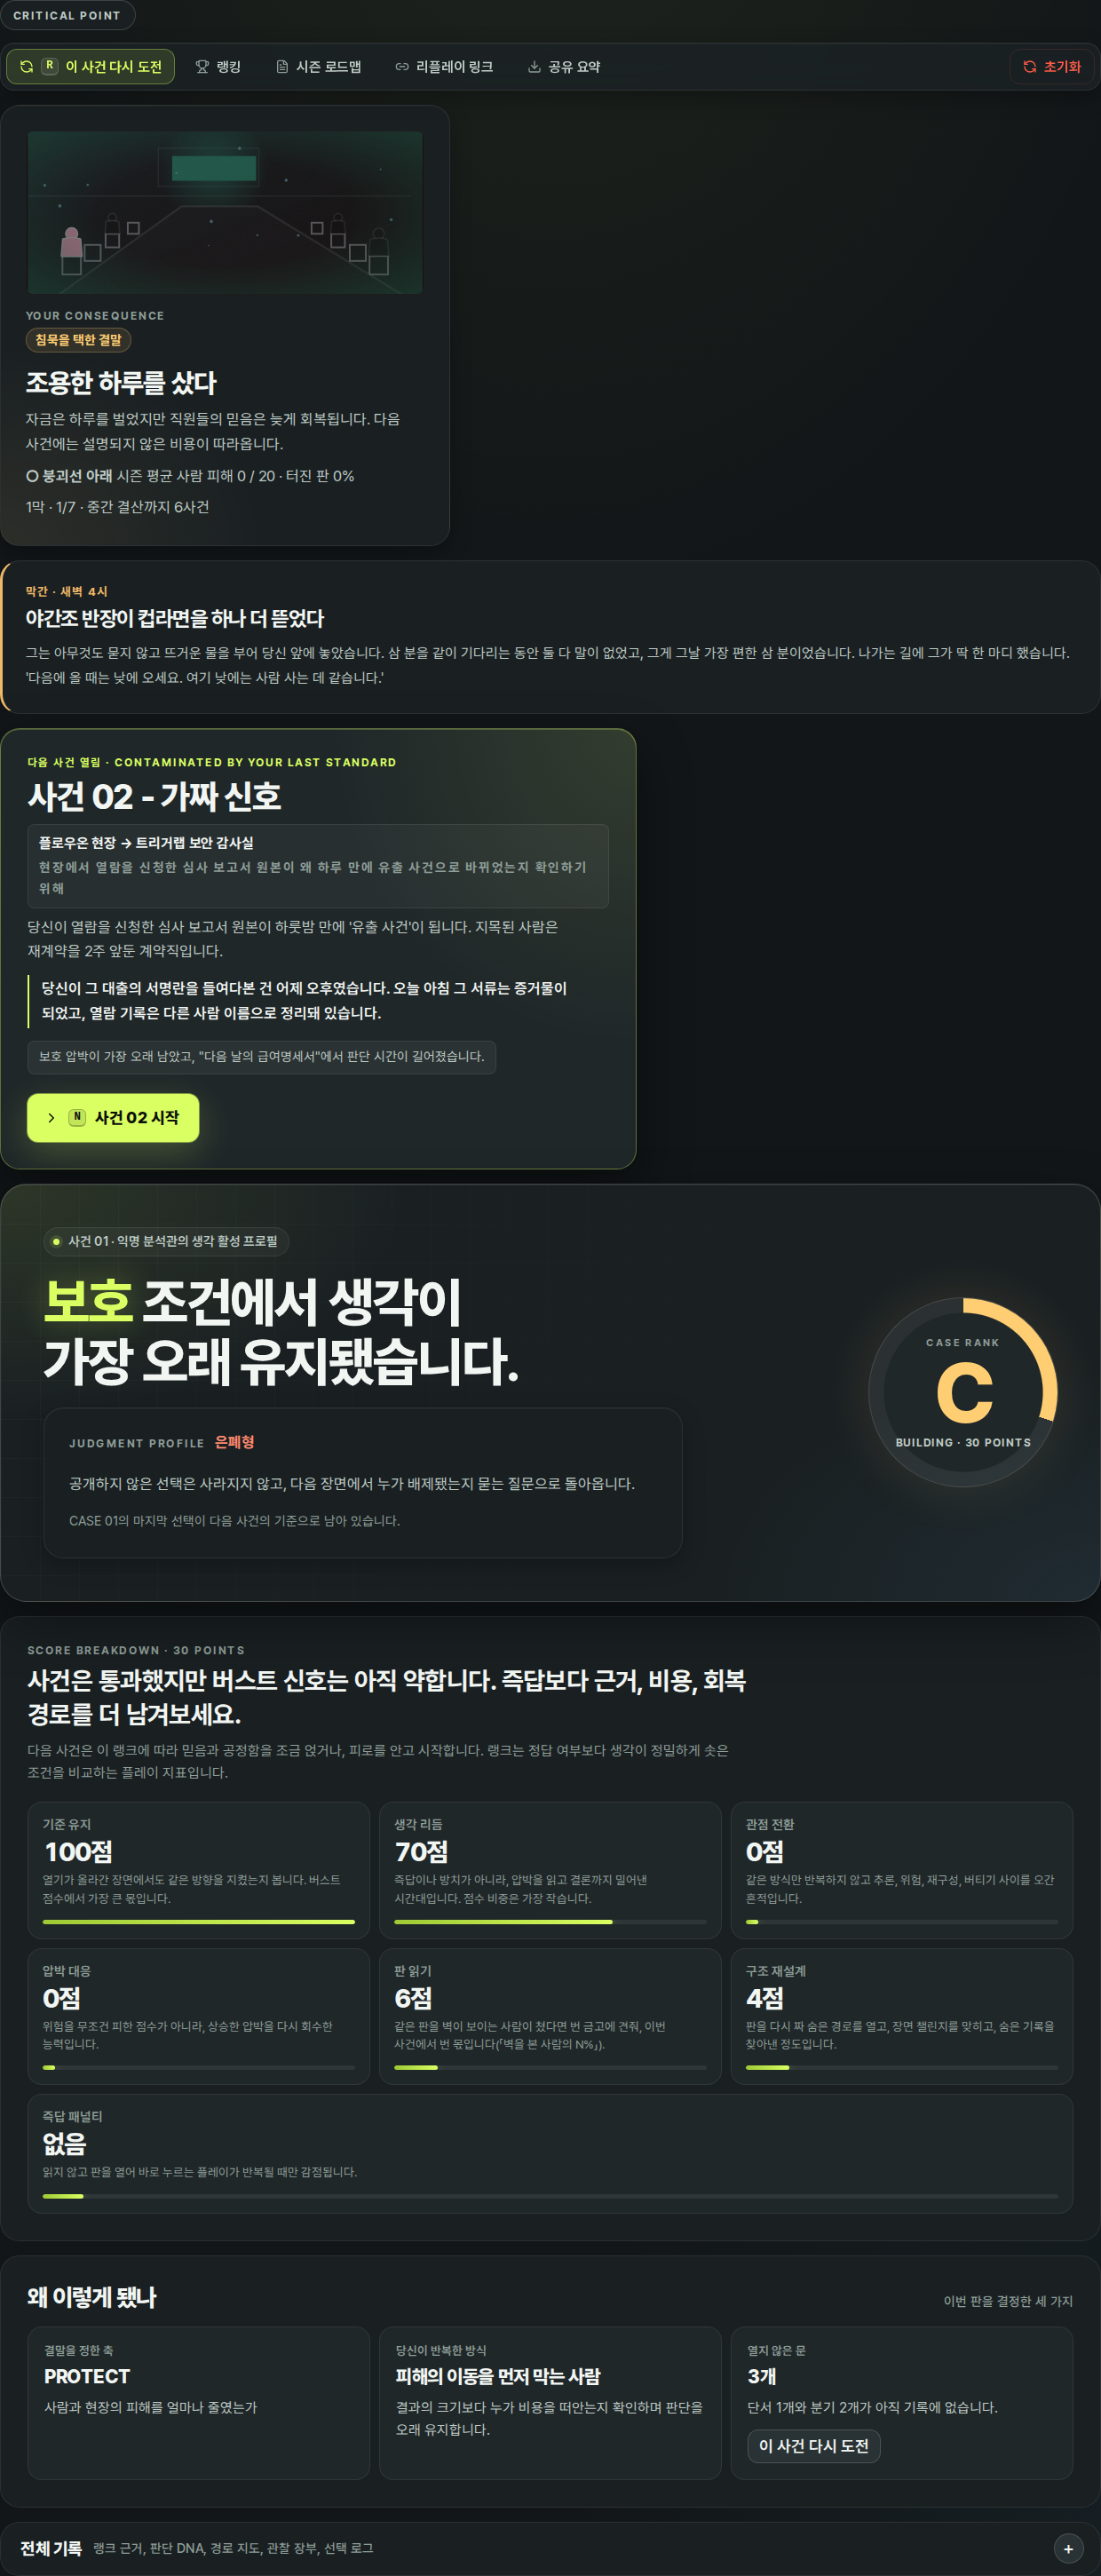 CRITICAL POINT
R 이 사건 다시 도전 랭킹 시즌 로드맵 리플레이 링크 공유 요약 초기화
YOUR CONSEQUENCE
침묵을 택한 결말
조용한 하루를 샀다
자금은 하루를 벌었지만 직원들의 믿음은 늦게 회복됩니다. 다음
사건에는 설명되지 않은 비용이 따라옵니다.
붕괴선 아래 시즌 평균 사람 피해 0 / 20 · 터진 판 0%
1막 · 1/7 · 중간 결산까지 6사건
막간 · 새벽 4시
야간조 반장이 컵라면을 하나 더 뜯었다
그는 아무것도 묻지 않고 뜨거운 물을 부어 당신 앞에 놓았습니다. 삼 분을 같이 기다리는 동안 둘 다 말이 없었고, 그게 그날 가장 편한 삼 분이었습니다. 나가는 길에 그가 딱 한 마디 했습니다.
'다음에 올 때는 낮에 오세요. 여기 낮에는 사람 사는 데 같습니다.'
다음 사건 열림 · CONTAMINATED BY YOUR LAST STANDARD
사건 02 - 가짜 신호
플로우온 현장 → 트리거랩 보안 감사실
현장에서 열람을 신청한 심사 보고서 원본이 왜 하루 만에 유출 사건으로 바뀌었는지 확인하기
위해
당신이 열람을 신청한 심사 보고서 원본이 하룻밤 만에 '유출 사건'이 됩니다. 지목된 사람은
재계약을 2주 앞둔 계약직입니다.
당신이 그 대출의 서명란을 들여다본 건 어제 오후였습니다. 오늘 아침 그 서류는 증거물이
되었고, 열람 기록은 다른 사람 이름으로 정리돼 있습니다.
보호 압박이 가장 오래 남았고, "다음 날의 급여명세서"에서 판단 시간이 길어졌습니다.
N 사건 02 시작
사건 01 · 익명 분석관의 생각 활성 프로필
보호 조건에서 생각이
가장 오래 유지됐습니다.
CASE RANK
C
BUILDING · 30 POINTS
JUDGMENT PROFILE 은폐형
공개하지 않은 선택은 사라지지 않고, 다음 장면에서 누가 배제됐는지 묻는 질문으로 돌아옵니다.
CASE 01의 마지막 선택이 다음 사건의 기준으로 남아 있습니다.
SCORE BREAKDOWN · 30 POINTS
사건은 통과했지만 버스트 신호는 아직 약합니다. 즉답보다 근거, 비용, 회복
경로를 더 남겨보세요.
다음 사건은 이 랭크에 따라 믿음과 공정함을 조금 얹거나, 피로를 안고 시작합니다. 랭크는 정답 여부보다 생각이 정밀하게 솟은
조건을 비교하는 플레이 지표입니다.
기준 유지
100점
열기가 올라간 장면에서도 같은 방향을 지켰는지 봅니다. 버스트
점수에서 가장 큰 몫입니다.
생각 리듬
70점
즉답이나 방치가 아니라, 압박을 읽고 결론까지 밀어낸
시간대입니다. 점수 비중은 가장 작습니다.
관점 전환
0점
같은 방식만 반복하지 않고 추론, 위험, 재구성, 버티기 사이를 오간
흔적입니다.
압박 대응
0점
위험을 무조건 피한 점수가 아니라, 상승한 압박을 다시 회수한
능력입니다.
판 읽기
6점
같은 판을 벽이 보이는 사람이 쳤다면 번 금고에 견줘, 이번
사건에서 번 몫입니다(「벽을 본 사람의 N%」).
구조 재설계
4점
판을 다시 짜 숨은 경로를 열고, 장면 챌린지를 맞히고, 숨은 기록을
찾아낸 정도입니다.
즉답 패널티
없음
읽지 않고 판을 열어 바로 누르는 플레이가 반복될 때만 감점됩니다.
왜 이렇게 됐나
이번 판을 결정한 세 가지
결말을 정한 축
PROTECT
사람과 현장의 피해를 얼마나 줄였는가
당신이 반복한 방식
피해의 이동을 먼저 막는 사람
결과의 크기보다 누가 비용을 떠안는지 확인하며 판단을
오래 유지합니다.
열지 않은 문
3개
단서 1개와 분기 2개가 아직 기록에 없습니다.
이 사건 다시 도전
전체 기록 랭크 근거, 판단 DNA, 경로 지도, 관찰 장부, 선택 로그
+